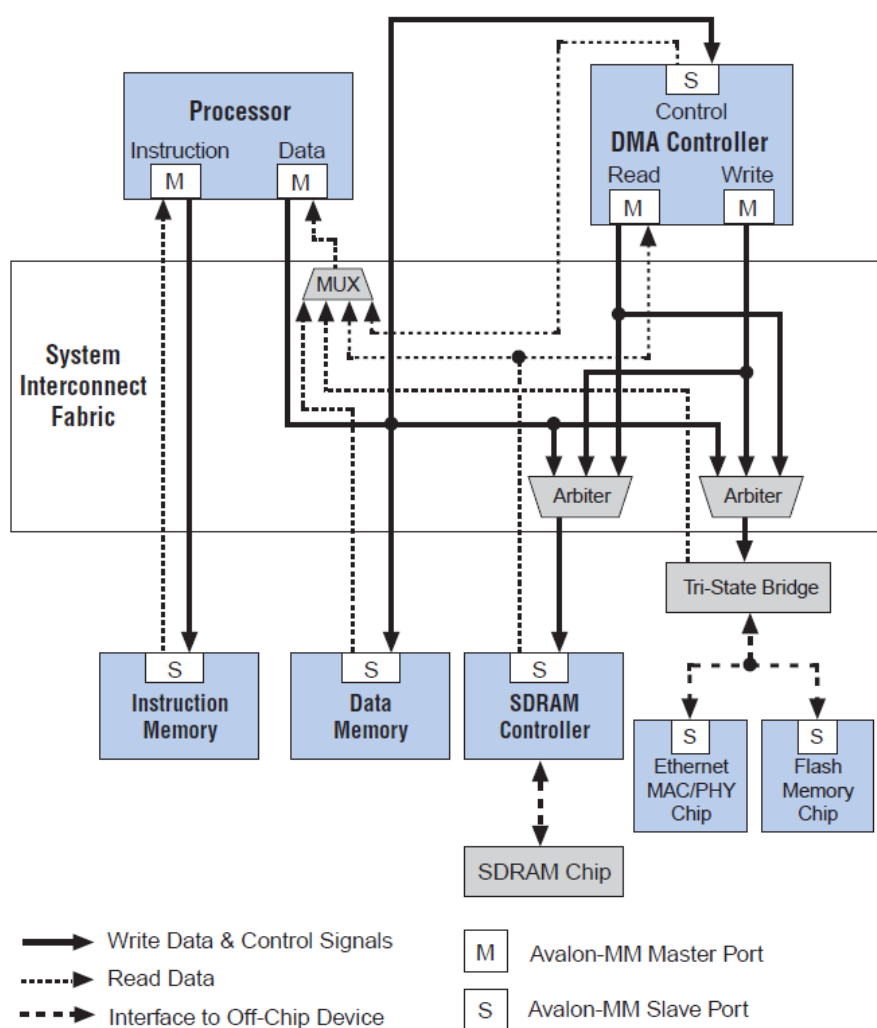 Processor
Instruction Data
M M
S
Control
DMA Controller
Read Write
M M
MUX
System
Interconnect
Fabric
Arbiter Arbiter
Tri-State Bridge
S
Instruction
Memory
S
Data
Memory
S
SDRAM
Controller
S
Ethernet
MAC/PHY
Chip
S
Flash
Memory
Chip
SDRAM Chip
Write Data & Control Signals
Read Data
Interface to Off-Chip Device
M Avalon-MM Master Port
S Avalon-MM Slave Port